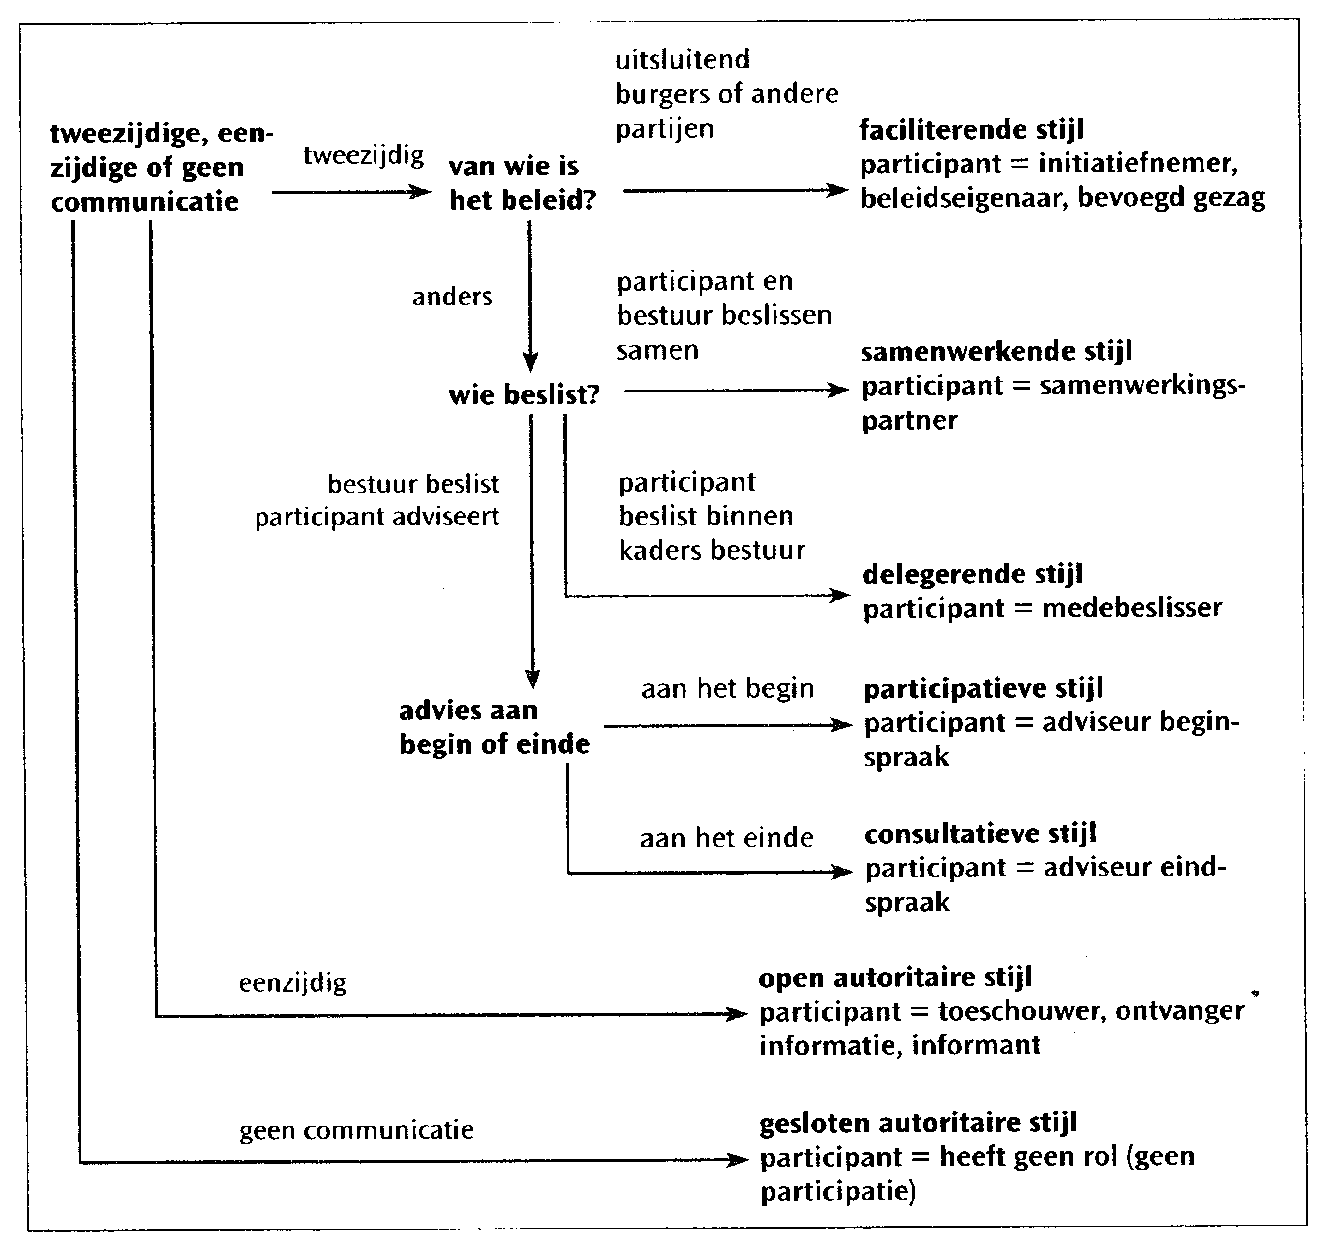 uitsluitend
burgers of andere
partijen
tweezijdige, een-
zijdige of geen
communicatie
tweezijdig
van wie is
het beleid?
faciliterende stijl
participant = initiatiefnemer,
beleidseigenaar, bevoegd gezag
anders
participant en
bestuur beslissen
samen
wie beslist?
samenwerkende stijl
participant = samenwerkings-
partner
bestuur beslist
participant adviseert
participant
beslist binnen
kaders bestuur
delegerende stijl
participant = medebeslisser
advies aan
begin of einde
aan het begin
participatieve stijl
participant = adviseur begin-
spraak
aan het einde
consultatieve stijl
participant = adviseur eind-
spraak
eenzijdig
open autoritaire stijl
participant = toeschouwer, ontvanger
informatie, informant
geen communicatie
gesloten autoritaire stijl
participant = heeft geen rol (geen
participatie)